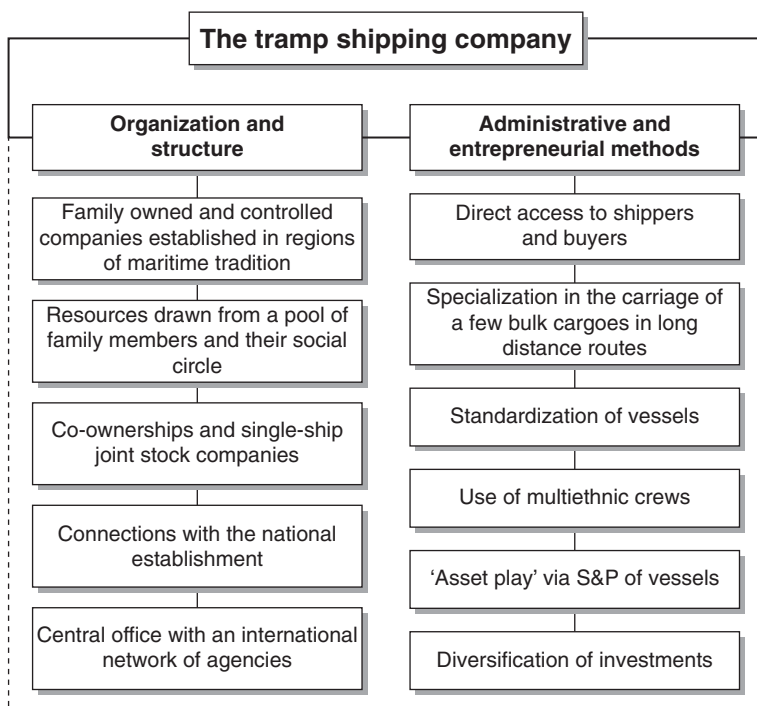 The tramp shipping company
Organization and
structure
Family owned and controlled
companies established in regions
of maritime tradition
Resources drawn from a pool of
family members and their social
circle
Co-ownerships and single-ship
joint stock companies
Connections with the national
establishment
Central office with an international
network of agencies
Administrative and
entrepreneurial methods
Direct access to shippers
and buyers
Specialization in the carriage of
a few bulk cargoes in long
distance routes
Standardization of vessels
Use of multiethnic crews
‘Asset play’ via S&P of vessels
Diversification of investments